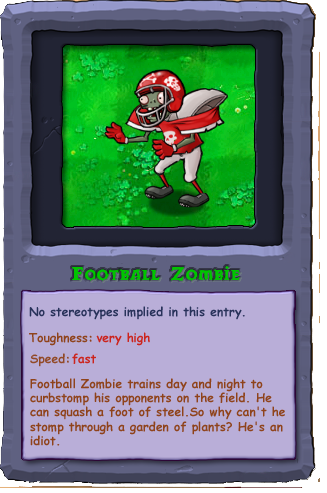 Football Zombie
No stereotypes implied in this entry.
Toughness: very high
Speed: fast
Football Zombie trains day and night to
curbstomp his opponents on the field. He
can squash a foot of steel.So why can't he
stomp through a garden of plants? He's an
idiot.